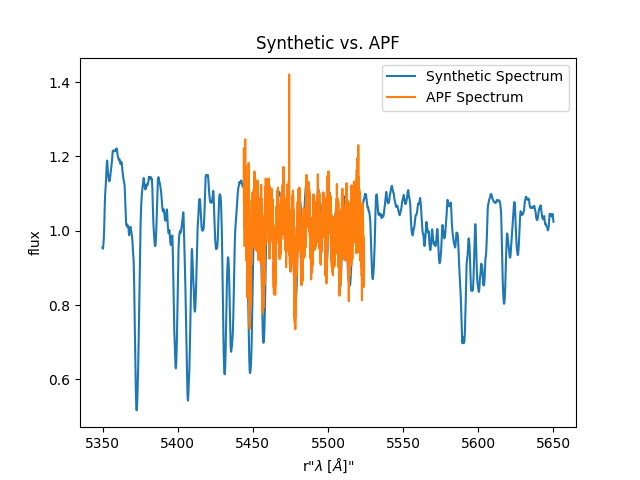 Synthetic vs. APF
Synthetic Spectrum
APF Spectrum
flux
1.4
1.2
1.0
0.8
0.6
5350
5400
5450
5500
5550
5600
5650
r"λ [Å]"